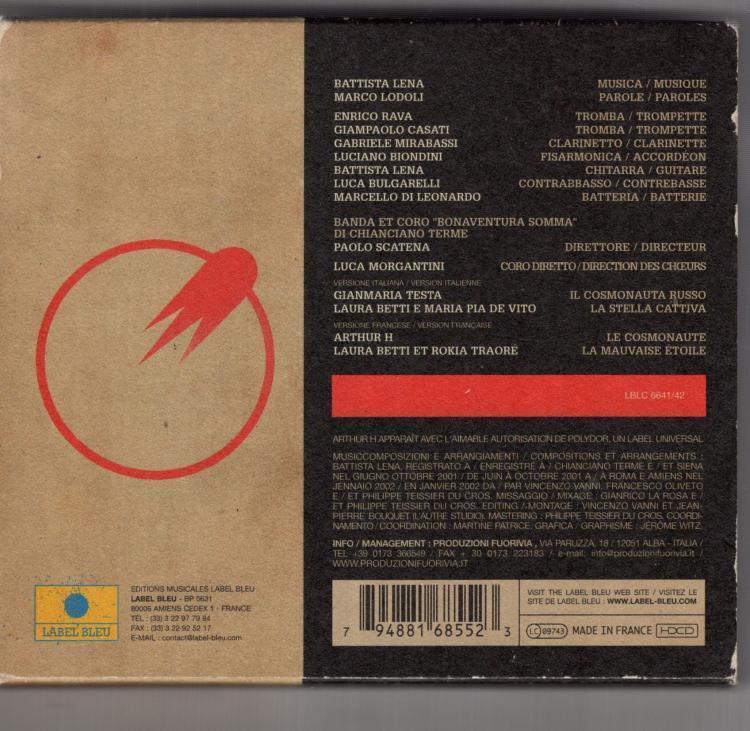 BATTISTA LENA MUSICA / MUSIQUE
MARCO LODOLI PAROLE / PAROLES
ENRICO RAVA TROMBA / TROMPETTE
GIAMPAOLO CASATI TROMBA / TROMPETTE
GABRIELE MIRABASSI CLARINETTO / CLARINETTE
LUCIANO BIONDINI FISARMONICA / ACCORDÉON
BATTISTA LENA CHITARRA / GUITARE
LUCA BULGARELLI CONTRABBASSO / CONTREBASSE
MARCELLO DI LEONARDO BATTERIA / BATTERIE
BANDA ET CORO "BONAVENTURA SOMMA"
DI CHIANCIANO TERME
PAOLO SCATENA DIRETTORE / DIRECTEUR
LUCA MORGANTINI CORO DIRETTO / DIRECTION DES CHŒURS
VERSIONE ITALIANA / VERSION ITALIENNE
GIANMARIA TESTA IL COSMONAUTA RUSSO
LAURA BETTI E MARIA PIA DE VITO LA STELLA CATTIVA
VERSIONE FRANCESE / VERSION FRANÇAISE
ARTHUR H LE COSMONAUTE
LAURA BETTI ET ROKIA TRAORÉ LA MAUVAISE ÉTOILE
LBLC 6641/42
ARTHUR H APPARAÎT AVEC L'AIMABLE AUTORISATION DE POLYDOR, UN LABEL UNIVERSAL
MUSICCOMPOSIZIONI E ARRANGIAMENTI / COMPOSITIONS ET ARRANGEMENTS :
BATTISTA LENA. REGISTRATO A / ENREGISTRÉ A / CHIANCIANO TERME E / ET SIENA
NEL GIUGNO OTTOBRE 2001 / DE JUIN À OCTOBRE 2001 A / À ROMA E AMIENS NEL
JENNAIO 2002 / EN JANVIER 2002 DA / PAR VINCENZO VANNI, FRANCESCO OLIVETO
E / ET PHILIPPE TEISSIER DU CROS. MISSAGGIO / MIXAGE : GIANRICO LA ROSA E /
ET PHILIPPE TEISSIER DU CROS. EDITING / MONTAGE : VINCENZO VANNI ET JEAN-
PIERRE BOUQUET (L'AUTRE STUDIO). MASTERING : PHILIPPE TEISSIER DU CROS. COORDI-
NAMENTO / COORDINATION : MARTINE PATRICE. GRAFICA / GRAPHISME : JÉRÔME WITZ.
INFO / MANAGEMENT : PRODUZIONI FUORIVIA , VIA PARUZZA, 18 / 12051 ALBA - ITALIA /
TEL +39 0173 366549 / FAX + 30 0173 223183 / e-mail: info@produzionifuorivia.it /
WWW.PRODUZIONIFUORIVIA.IT
LABEL BLEU
EDITIONS MUSICALES LABEL BLEU
LABEL BLEU - BP 0631
80006 AMIENS CEDEX 1 - FRANCE
TÉL : (33) 3 22 97 79 84
FAX : (33) 3 22 92 52 17
E-MAIL : contact@label-bleu.com
7 94881 68552 3
VISIT THE LABEL BLEU WEB SITE / VISITEZ LE
SITE DE LABEL BLEU : WWW.LABEL-BLEU.COM
LC 09743 MADE IN FRANCE HDCD